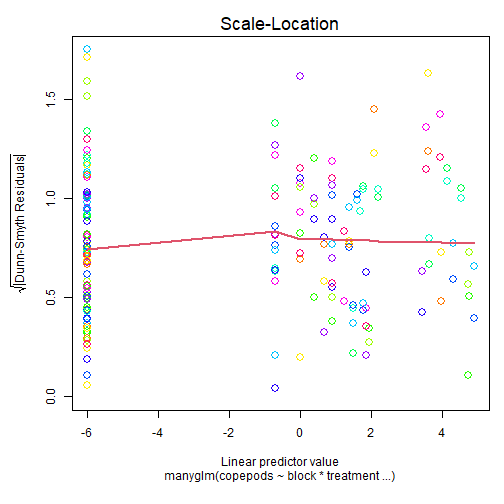 Scale-Location
1.5
1.0
0.5
0.0
√|Dunn-Smyth Residuals|
-6
-4
-2
0
2
4
Linear predictor value
manyglm(copepods ~ block * treatment ...)